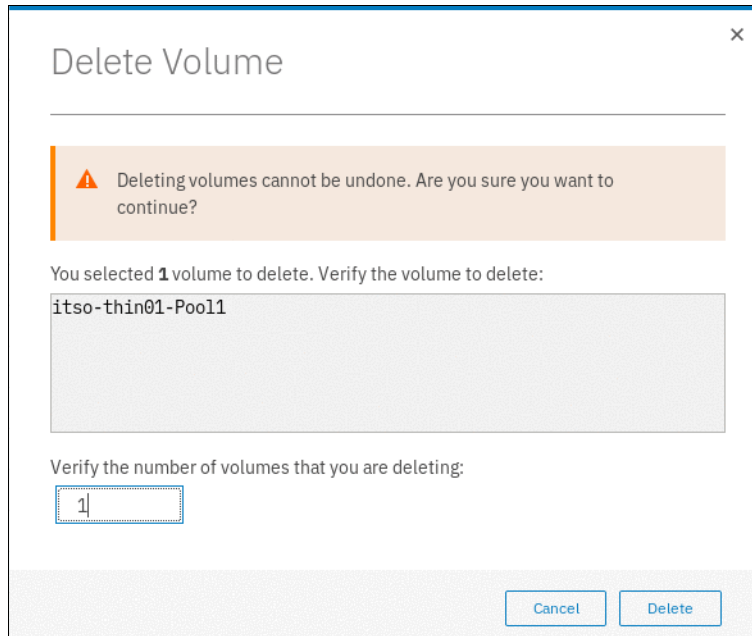 Delete Volume
Deleting volumes cannot be undone. Are you sure you want to
continue?
You selected 1 volume to delete. Verify the volume to delete:
itso-thin01-Pool1
Verify the number of volumes that you are deleting:
1
Cancel Delete